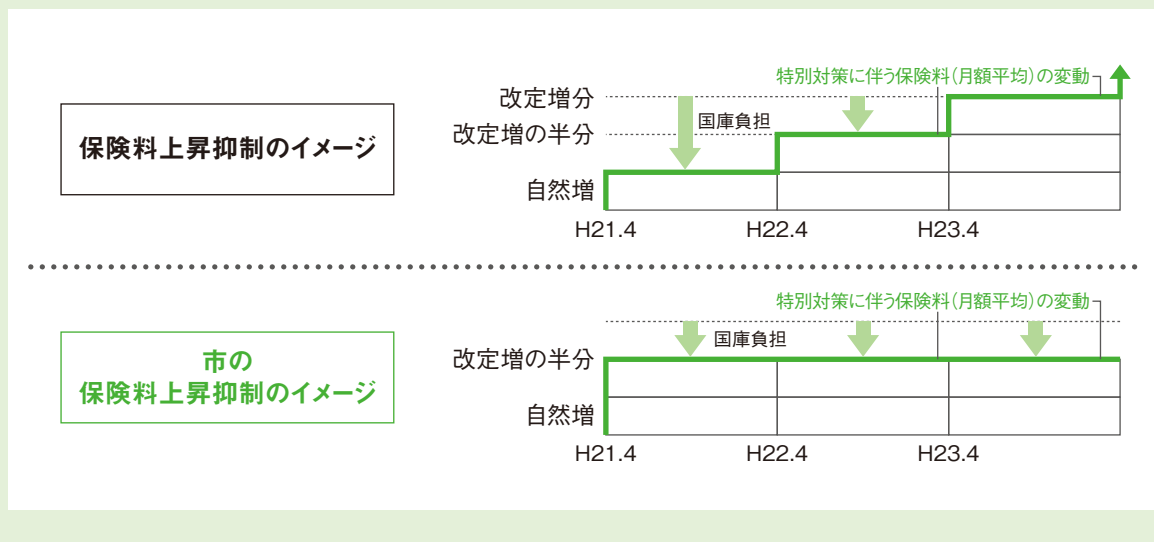 保険料上昇抑制のイメージ
特別対策に伴う保険料（月額平均）の変動
改定増分
国庫負担
改定増の半分
自然増
H21.4 H22.4 H23.4
市の
保険料上昇抑制のイメージ
特別対策に伴う保険料（月額平均）の変動
国庫負担
改定増の半分
自然増
H21.4 H22.4 H23.4